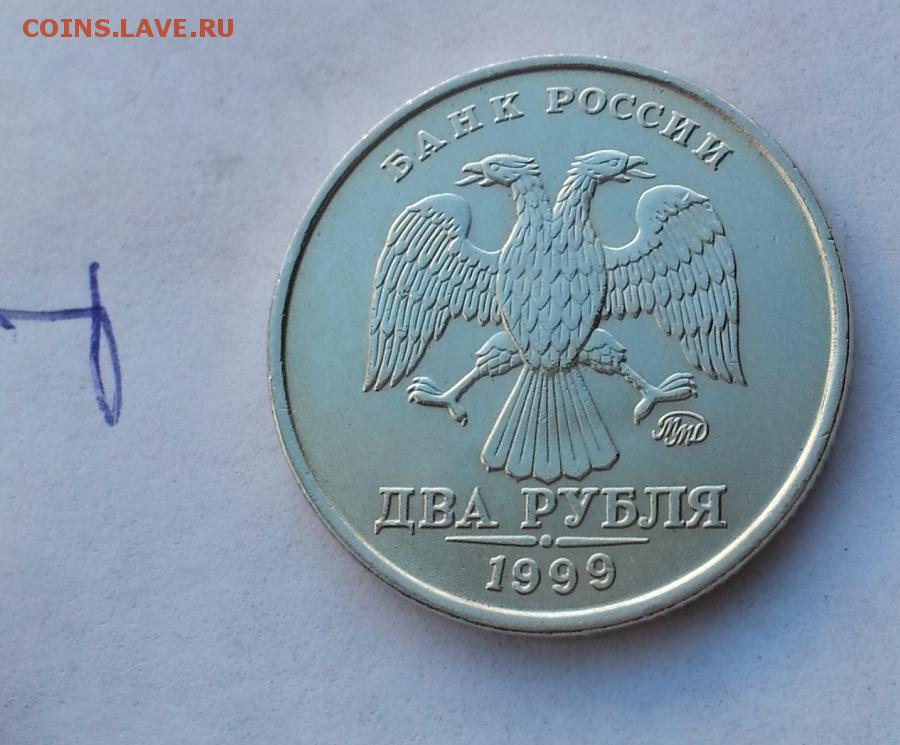 COINS.LAVE.RU
БАНК РОССИИ
ММД
ДВА РУБЛЯ
1999